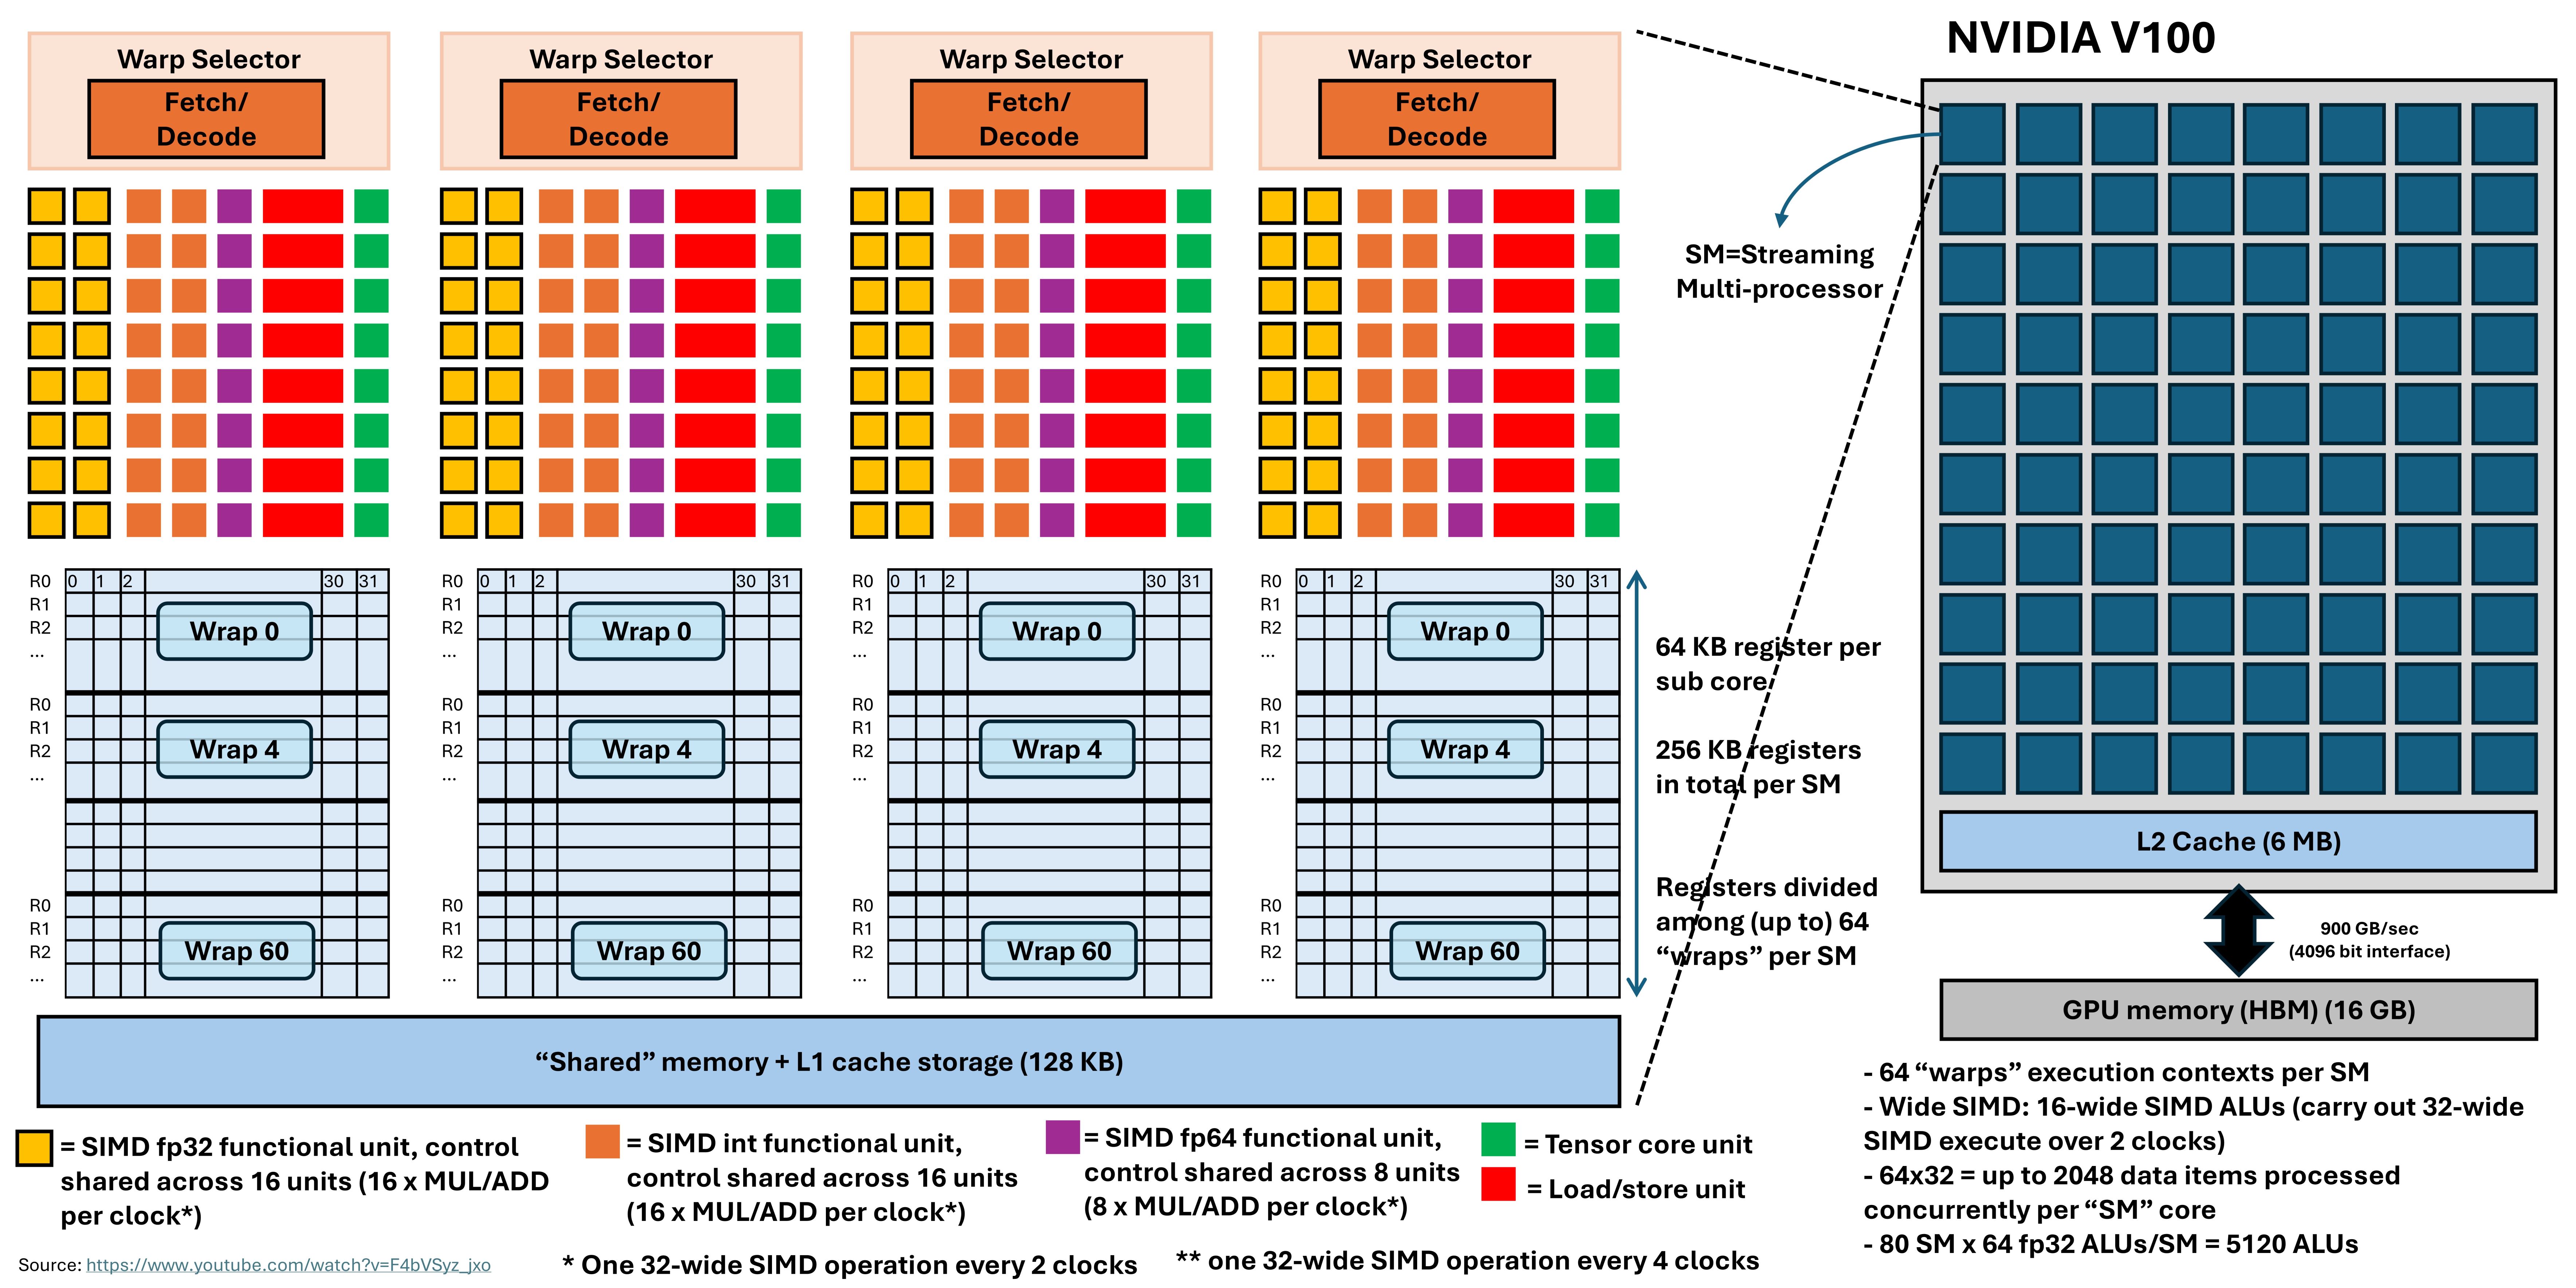 NVIDIA V100
Warp Selector
Fetch/
Decode
Warp Selector
Fetch/
Decode
Warp Selector
Fetch/
Decode
Warp Selector
Fetch/
Decode
SM=Streaming
Multi-processor
R0 0 1 2 30 31
R1
R2
...
Wrap 0
R0
R1
R2
...
Wrap 4
R0
R1
R2
...
Wrap 60
R0 0 1 2 30 31
R1
R2
...
Wrap 0
R0
R1
R2
...
Wrap 4
R0
R1
R2
...
Wrap 60
R0 0 1 2 30 31
R1
R2
...
Wrap 0
R0
R1
R2
...
Wrap 4
R0
R1
R2
...
Wrap 60
R0 0 1 2 30 31
R1
R2
...
Wrap 0
R0
R1
R2
...
Wrap 4
R0
R1
R2
...
Wrap 60
64 KB register per
sub core
256 KB registers
in total per SM
Registers divided
among (up to) 64
“wraps” per SM
“Shared” memory + L1 cache storage (128 KB)
L2 Cache (6 MB)
900 GB/sec
(4096 bit interface)
GPU memory (HBM) (16 GB)
- 64 “warps” execution contexts per SM
- Wide SIMD: 16-wide SIMD ALUs (carry out 32-wide
SIMD execute over 2 clocks)
- 64x32 = up to 2048 data items processed
concurrently per “SM” core
- 80 SM x 64 fp32 ALUs/SM = 5120 ALUs
= SIMD fp32 functional unit, control
shared across 16 units (16 x MUL/ADD
per clock*)
= SIMD int functional unit,
control shared across 16 units
(16 x MUL/ADD per clock*)
= SIMD fp64 functional unit,
control shared across 8 units
(8 x MUL/ADD per clock*)
= Tensor core unit
= Load/store unit
Source: https://www.youtube.com/watch?v=F4bVSyz_jxo
* One 32-wide SIMD operation every 2 clocks
** one 32-wide SIMD operation every 4 clocks